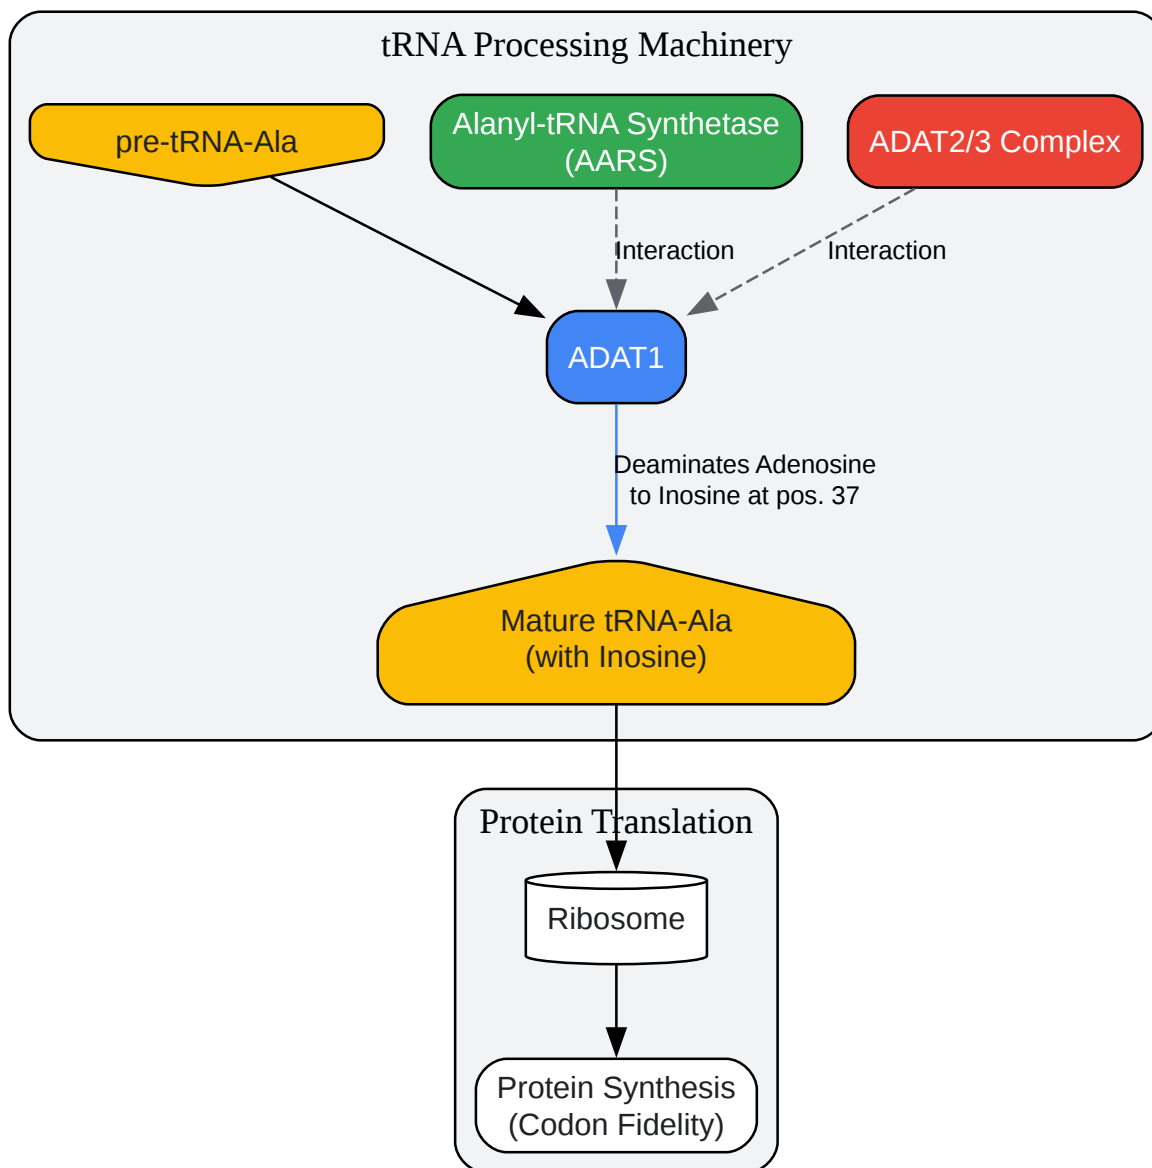 tRNA Processing Machinery
pre-tRNA-Ala
Alanyl-tRNA Synthetase
(AARS)
ADAT2/3 Complex
Interaction
Interaction
ADAT1
Deaminates Adenosine
to Inosine at pos. 37
Mature tRNA-Ala
(with Inosine)
Protein Translation
Ribosome
Protein Synthesis
(Codon Fidelity)